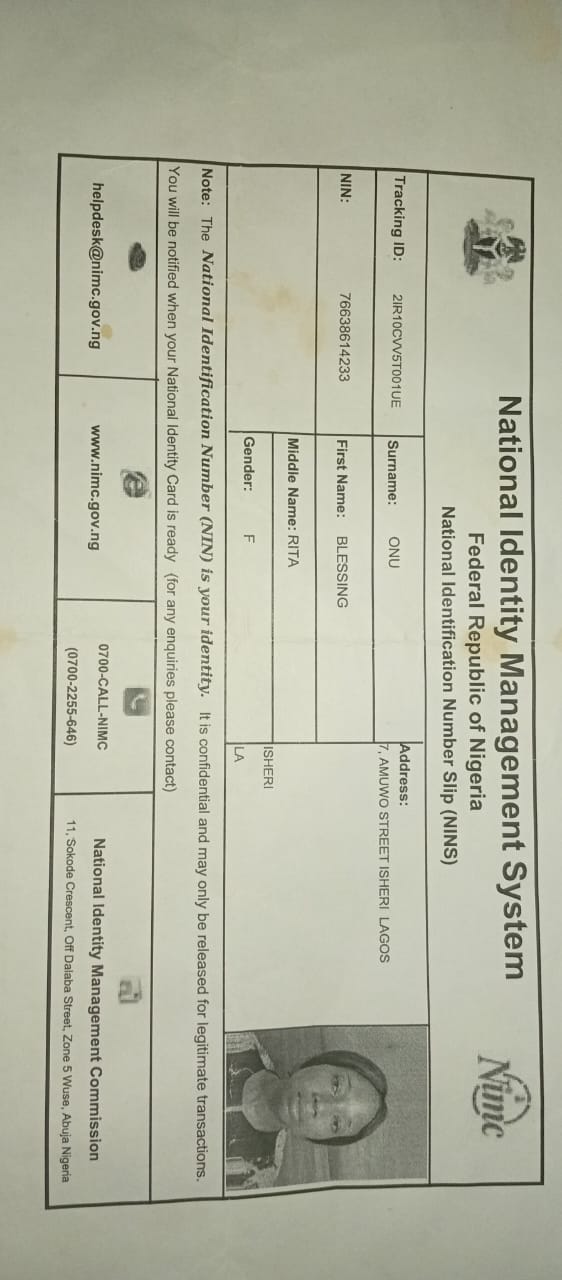 National Identity Management System
Federal Republic of Nigeria
National Identification Number Slip (NINS)
Nimc
Tracking ID: 2IR10CVV5T001UE
Surname: ONU
Address:
7, AMUWO STREET ISHERI LAGOS
NIN: 76638614233
First Name: BLESSING
Middle Name: RITA
ISHERI
Gender: F
LA
Note: The National Identification Number (NIN) is your identity. It is confidential and may only be released for legitimate transactions.
You will be notified when your National Identity Card is ready (for any enquiries please contact)
helpdesk@nimc.gov.ng
www.nimc.gov.ng
0700-CALL-NIMC
(0700-2255-646)
National Identity Management Commission
11, Sokode Crescent, Off Dalaba Street, Zone 5 Wuse, Abuja Nigeria